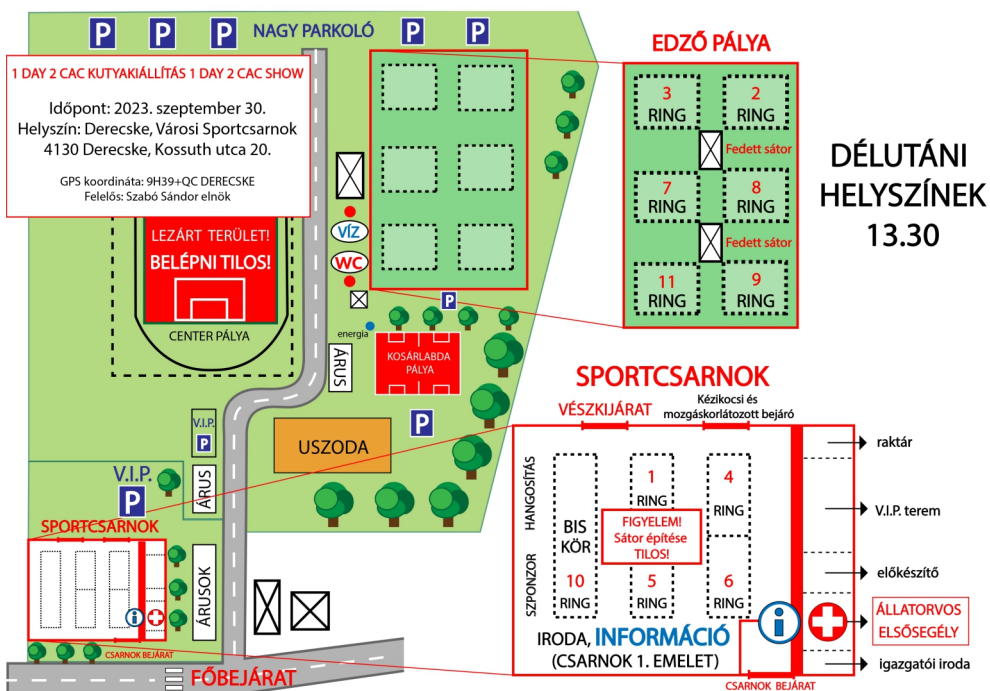 P P P NAGY PARKOLÓ P P
1 DAY 2 CAC KUTYAKIÁLLÍTÁS 1 DAY 2 CAC SHOW
Időpont: 2023. szeptember 30.
Helyszín: Derecske, Városi Sportcsarnok
4130 Derecske, Kossuth utca 20.
GPS koordináta: 9H39+QC DERECSKE
Felelős: Szabó Sándor elnök
LEZÁRT TERÜLET!
BELÉPNI TILOS!
CENTER PÁLYA
VÍZ
WC
P
energia
ÁRUS
KOSÁRLABDA
PÁLYA
P
USZODA
V.I.P.
P
ÁRUS
V.I.P.
P
SPORTCSARNOK
i
ÁRUSOK
CSARNOK BEJÁRAT
FŐBEJÁRAT
EDZŐ PÁLYA
3
RING
2
RING
Fedett sátor
7
RING
8
RING
Fedett sátor
11
RING
9
RING
DÉLUTÁNI
HELYSZÍNEK
13.30
SPORTCSARNOK
VÉSZKIJÁRAT
Kézikocsi és
mozgáskorlátozott bejáró
HANGOSÍTÁS
SZPONZOR
BIS
KÖR
10
RING
1
RING
4
RING
FIGYELEM!
Sátor építése
TILOS!
5
RING
6
RING
IRODA, INFORMÁCIÓ
(CSARNOK 1. EMELET)
i
CSARNOK BEJÁRAT
raktár
V.I.P. terem
előkészítő
ÁLLATORVOS
ELSŐSEGÉLY
igazgatói iroda